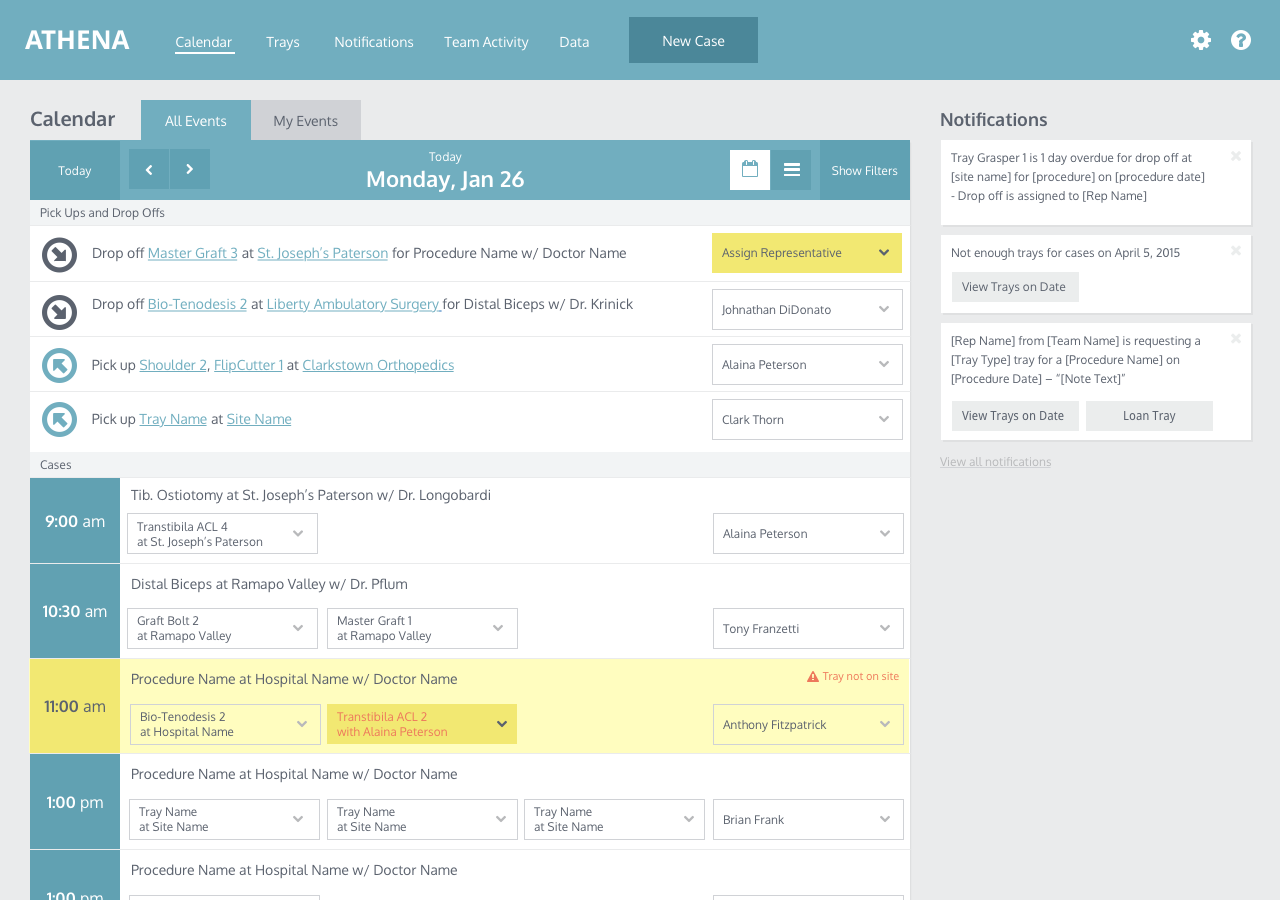 ATHENA
Calendar
Trays
Notifications
Team Activity
Data
New Case
Calendar
All Events
My Events
Today
Today
Monday, Jan 26
Show Filters
Pick Ups and Drop Offs
Drop off Master Graft 3 at St. Joseph's Paterson for Procedure Name w/ Doctor Name
Assign Representative
Drop off Bio-Tenodesis 2 at Liberty Ambulatory Surgery for Distal Biceps w/ Dr. Krinick
Johnathan DiDonato
Pick up Shoulder 2, FlipCutter 1 at Clarkstown Orthopedics
Alaina Peterson
Pick up Tray Name at Site Name
Clark Thorn
Cases
9:00 am
Tib. Ostiotomy at St. Joseph's Paterson w/ Dr. Longobardi
Transtibila ACL 4
at St. Joseph's Paterson
Alaina Peterson
10:30 am
Distal Biceps at Ramapo Valley w/ Dr. Pflum
Graft Bolt 2
at Ramapo Valley
Master Graft 1
at Ramapo Valley
Tony Franzetti
11:00 am
Procedure Name at Hospital Name w/ Doctor Name
Tray not on site
Bio-Tenodesis 2
at Hospital Name
Transtibila ACL 2
with Alaina Peterson
Anthony Fitzpatrick
1:00 pm
Procedure Name at Hospital Name w/ Doctor Name
Tray Name
at Site Name
Tray Name
at Site Name
Tray Name
at Site Name
Brian Frank
1:00 pm
Procedure Name at Hospital Name w/ Doctor Name
Notifications
Tray Grasper 1 is 1 day overdue for drop off at
[site name] for [procedure] on [procedure date]
- Drop off is assigned to [Rep Name]
Not enough trays for cases on April 5, 2015
View Trays on Date
[Rep Name] from [Team Name] is requesting a
[Tray Type] tray for a [Procedure Name] on
[Procedure Date] – "[Note Text]"
View Trays on Date
Loan Tray
View all notifications